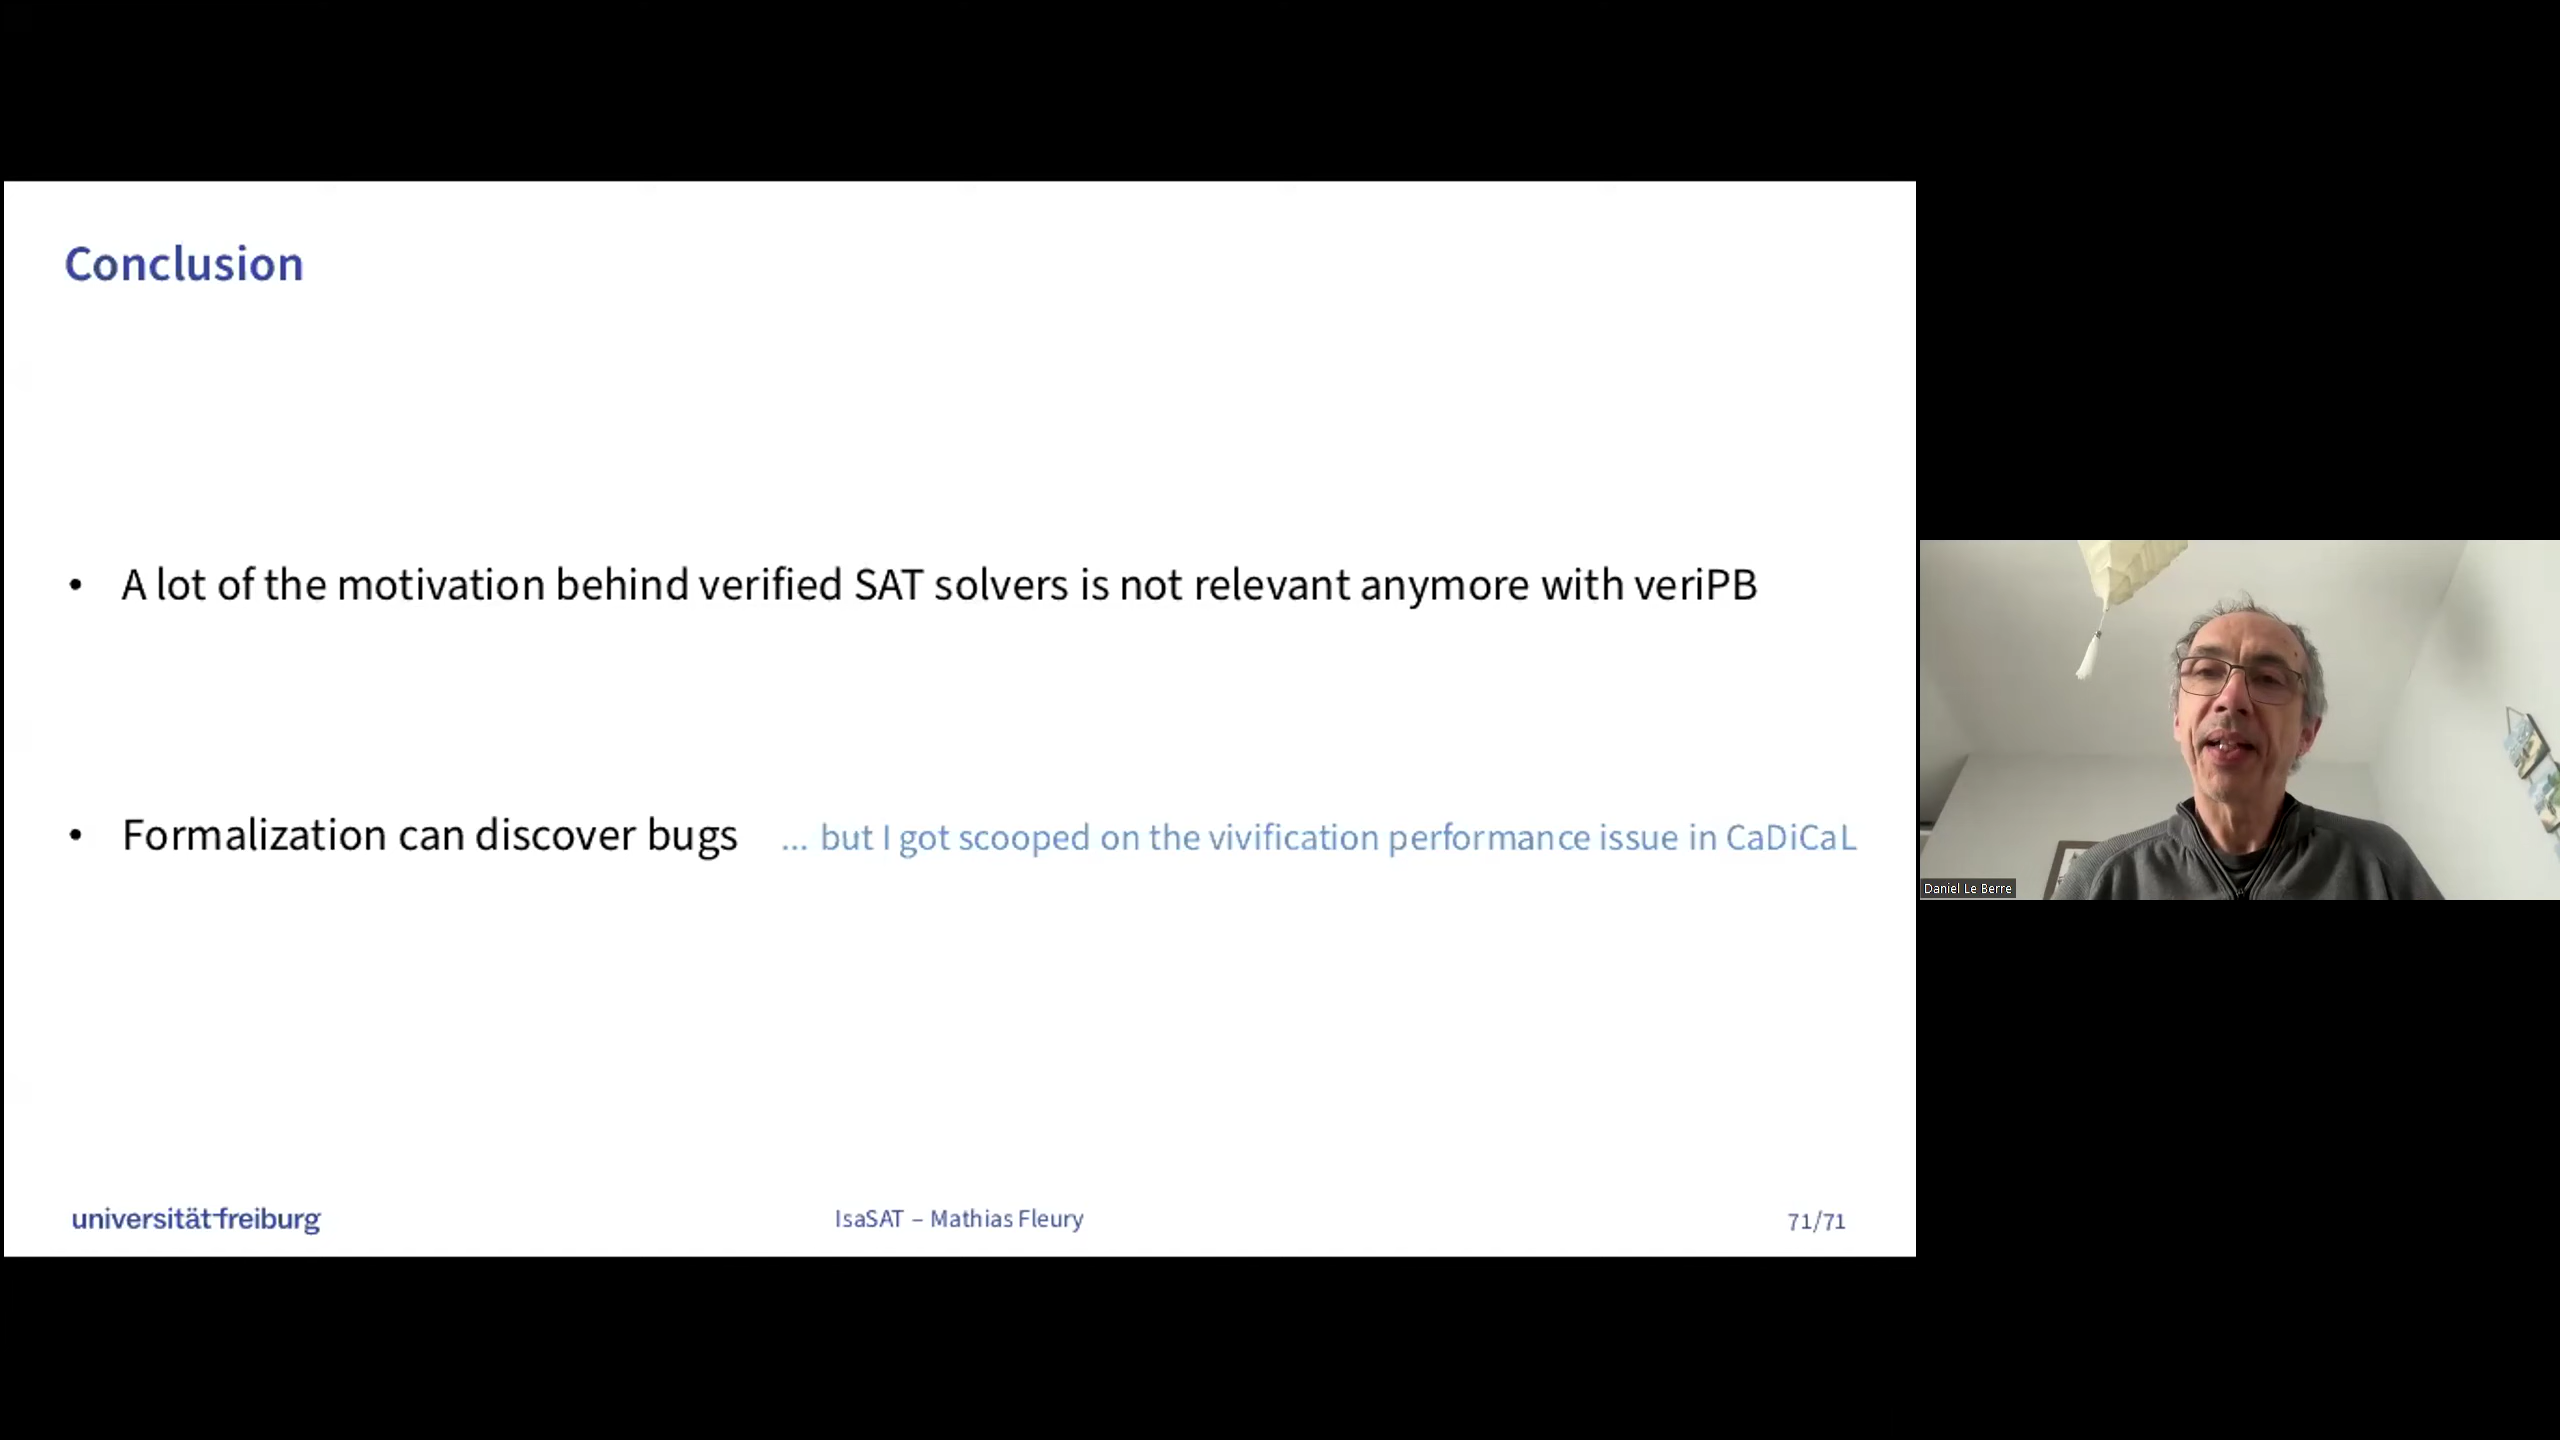 Conclusion
• A lot of the motivation behind verified SAT solvers is not relevant anymore with veriPB
• Formalization can discover bugs ... but I got scooped on the vivification performance issue in CaDiCaL
universität freiburg
IsaSAT – Mathias Fleury
71/71
Daniel Le Berre